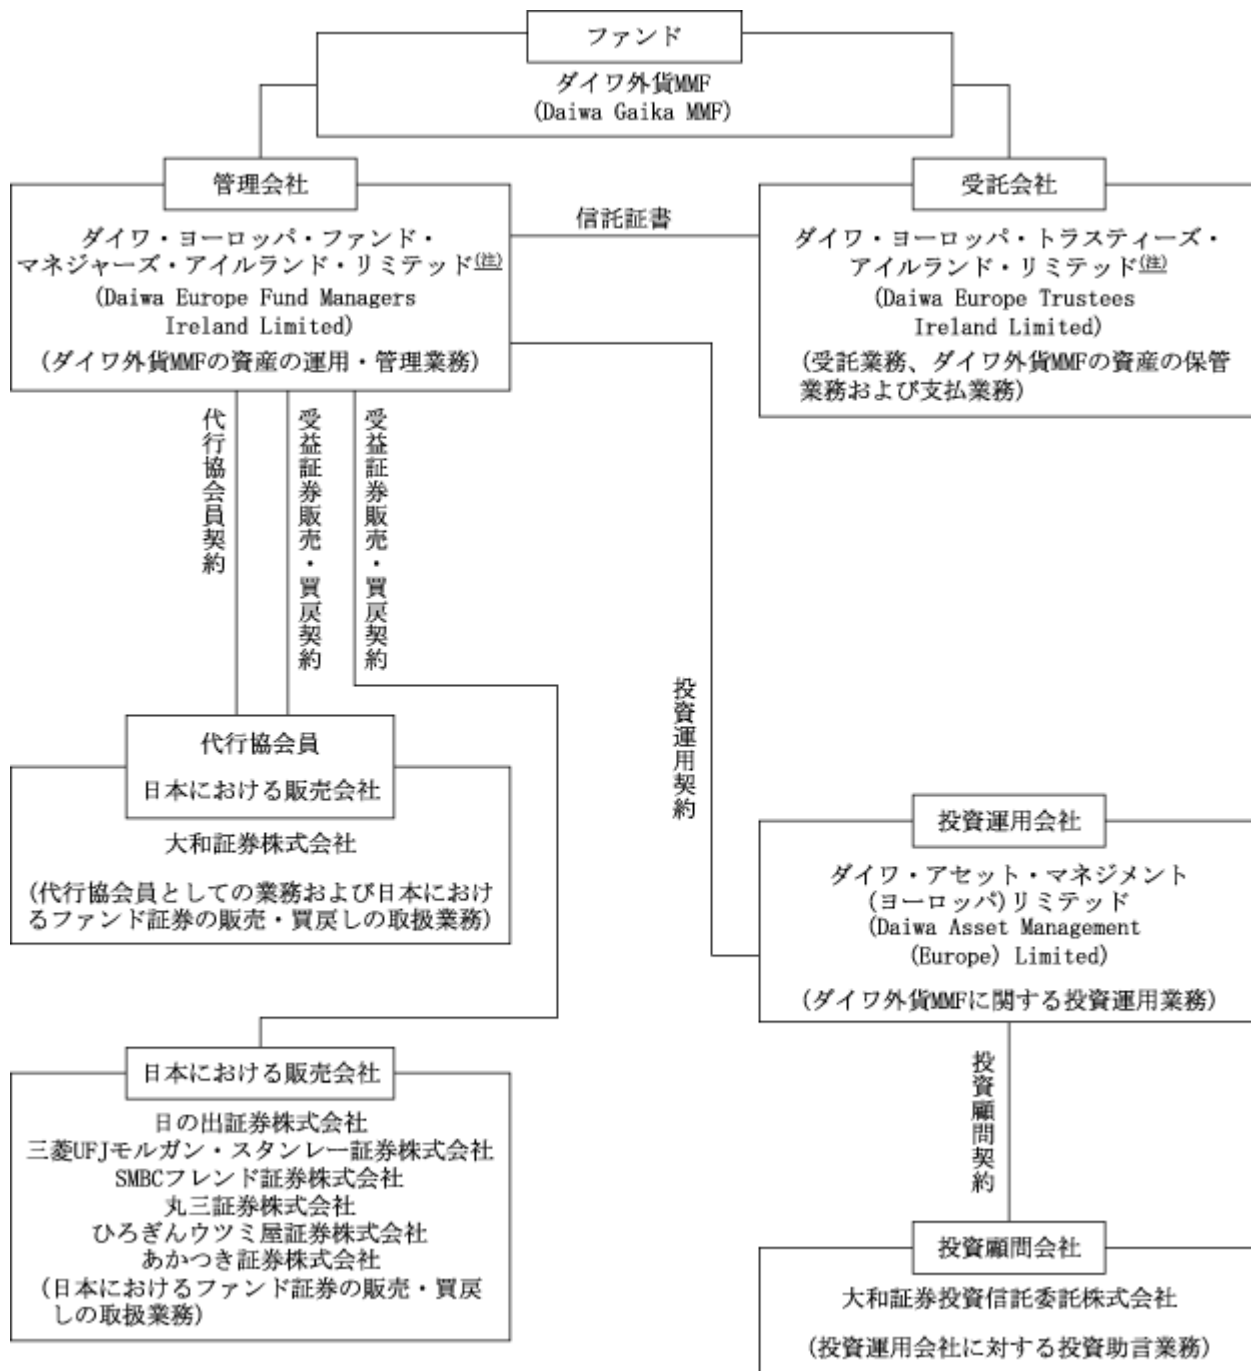 ファンド
ダイワ外貨MMF
(Daiwa Gaika MMF)
管理会社
ダイワ・ヨーロッパ・ファンド・
マネジャーズ・アイルランド・リミテッド(注)
(Daiwa Europe Fund Managers
Ireland Limited)
(ダイワ外貨MMFの資産の運用・管理業務)
信託証書
受託会社
ダイワ・ヨーロッパ・トラスティーズ・
アイルランド・リミテッド(注)
(Daiwa Europe Trustees
Ireland Limited)
(受託業務、ダイワ外貨MMFの資産の保管
業務および支払業務)
代行協会員契約
受益証券販売・買戻契約
受益証券販売・買戻契約
投資運用契約
代行協会員
日本における販売会社
大和証券株式会社
(代行協会員としての業務および日本におけ
るファンド証券の販売・買戻しの取扱業務)
投資運用会社
ダイワ・アセット・マネジメント
(ヨーロッパ)リミテッド
(Daiwa Asset Management
(Europe) Limited)
(ダイワ外貨MMFに関する投資運用業務)
投資顧問契約
日本における販売会社
日の出証券株式会社
三菱UFJモルガン・スタンレー証券株式会社
SMBCフレンド証券株式会社
丸三証券株式会社
ひろぎんウツミ屋証券株式会社
あかつき証券株式会社
(日本におけるファンド証券の販売・買戻
しの取扱業務)
投資顧問会社
大和証券投資信託委託株式会社
(投資運用会社に対する投資助言業務)